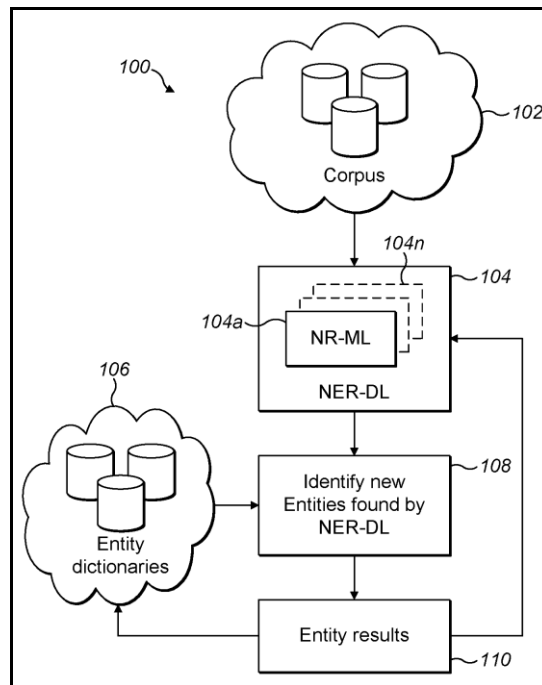 100
102
Corpus
104n
104
104a
NR-ML
NER-DL
106
108
Identify new
Entities found by
NER-DL
Entity
dictionaries
Entity results
110